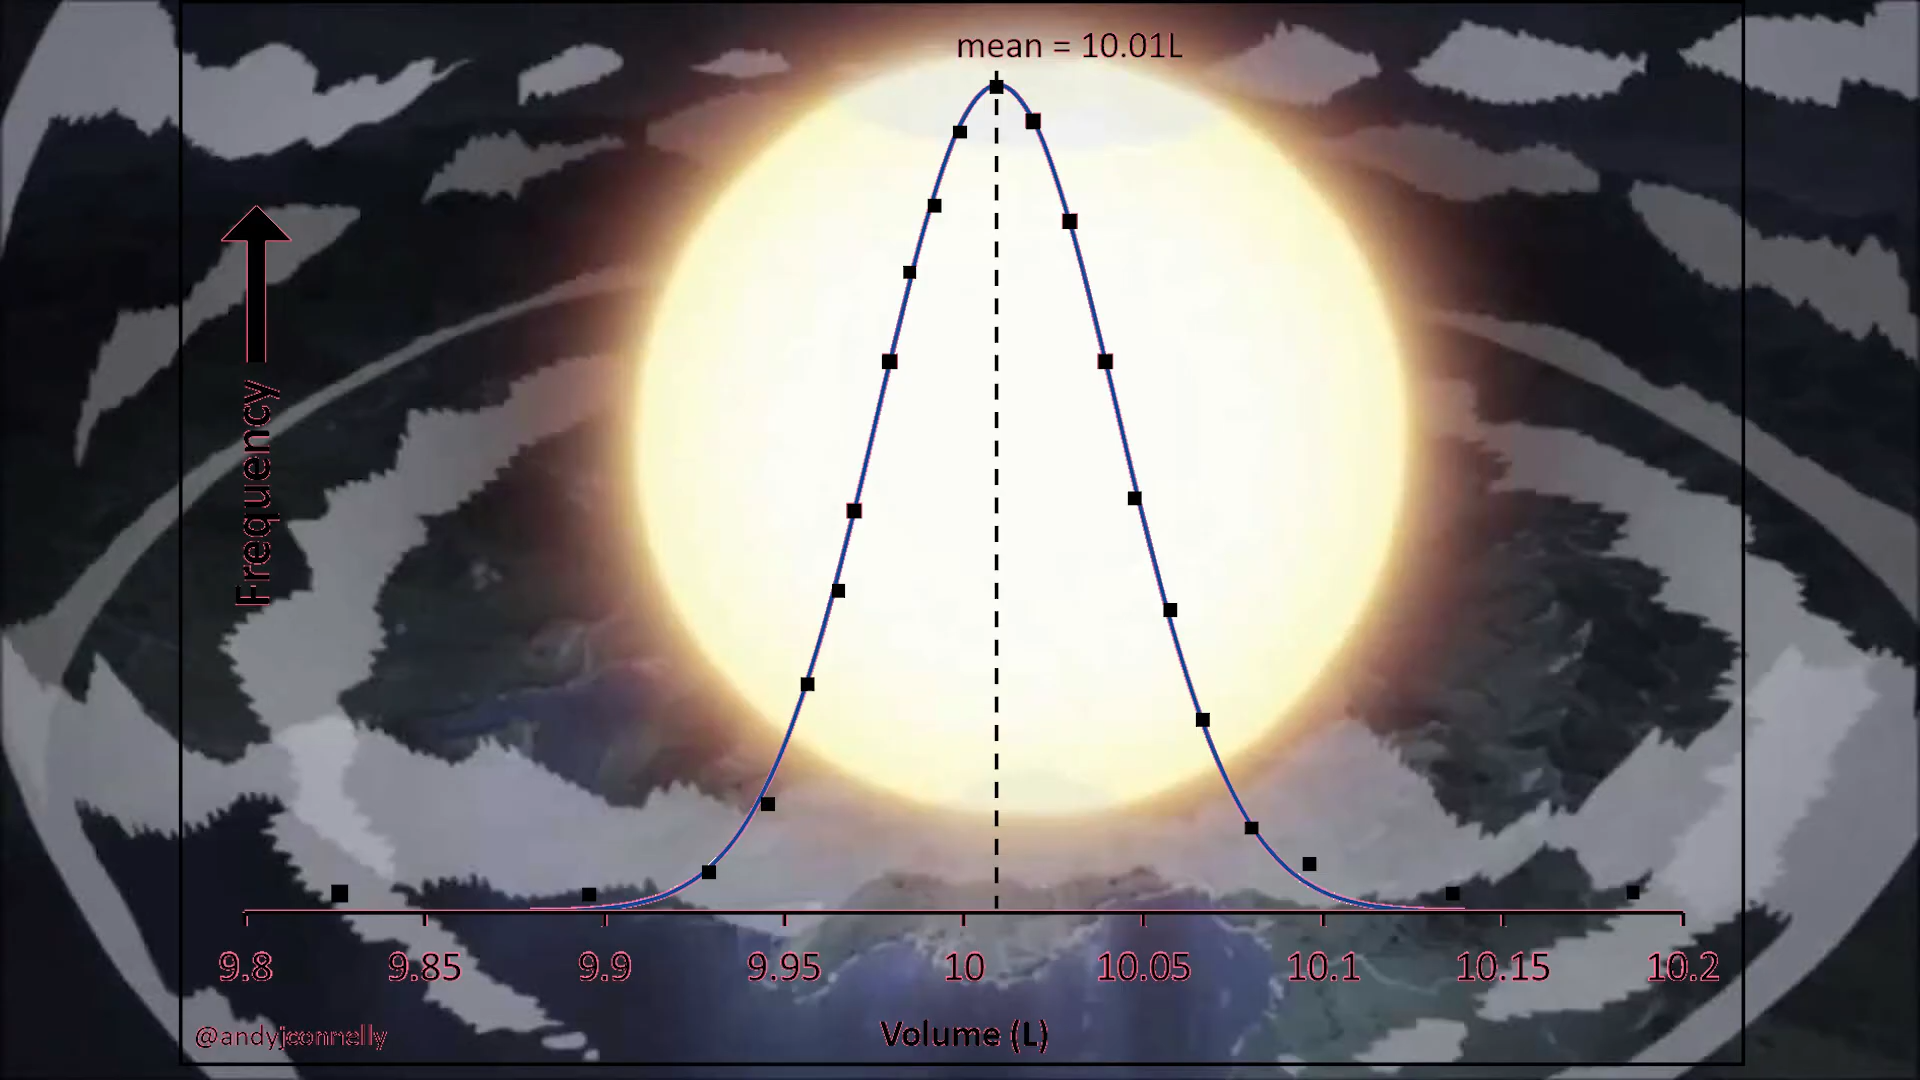 mean = 10.01L
Frequency
9.8 9.85 9.9 9.95 10 10.05 10.1 10.15 10.2
Volume (L)
@andyjconnelly